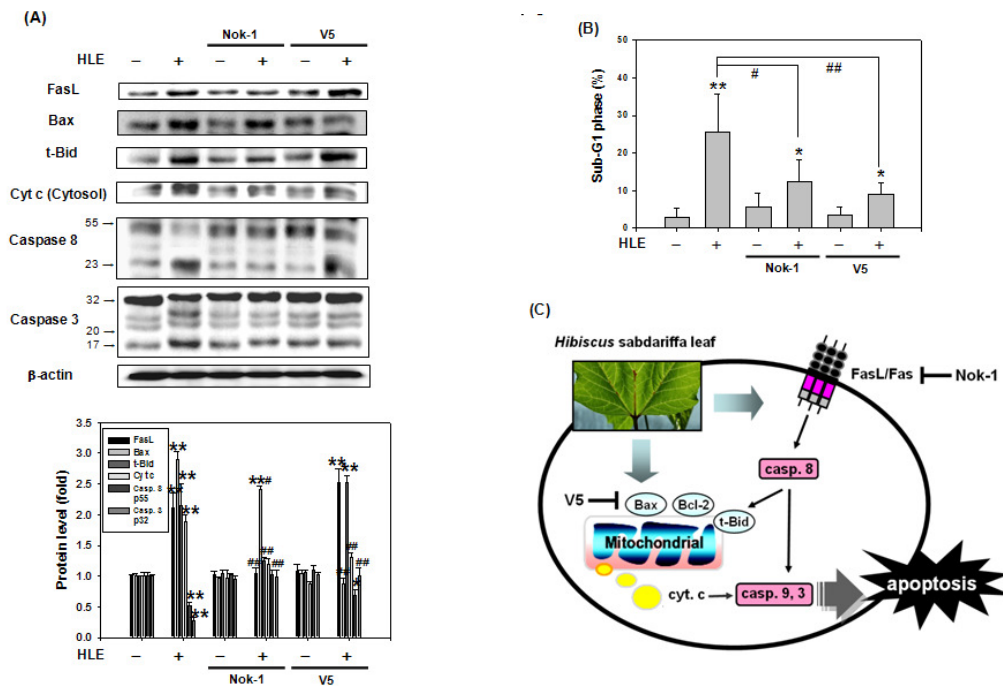 (A)
Nok-1 V5
HLE − + − + − +
FasL
Bax
t-Bid
Cyt c (Cytosol)
55 →
Caspase 8
23 →
32 →
Caspase 3
20 →
17 →
β-actin
3.5
3.0
2.5
2.0
1.5
1.0
0.5
0.0
Protein level (fold)
FasL
Bax
t-Bid
Cyt c
Casp. 8
p55
Casp. 3
p32
** ** ** ** ** **
**# ## ## ##
** ** ## ## * ##
− + − + − +
Nok-1 V5
(B)
50
40
30
20
10
0
Sub-G1 phase (%)
** # * ## *
HLE − + − + − +
Nok-1 V5
(C)
Hibiscus sabdariffa leaf
FasL/Fas
Nok-1
casp. 8
V5
Bax
Bcl-2
t-Bid
Mitochondrial
cyt. c
casp. 9, 3
apoptosis